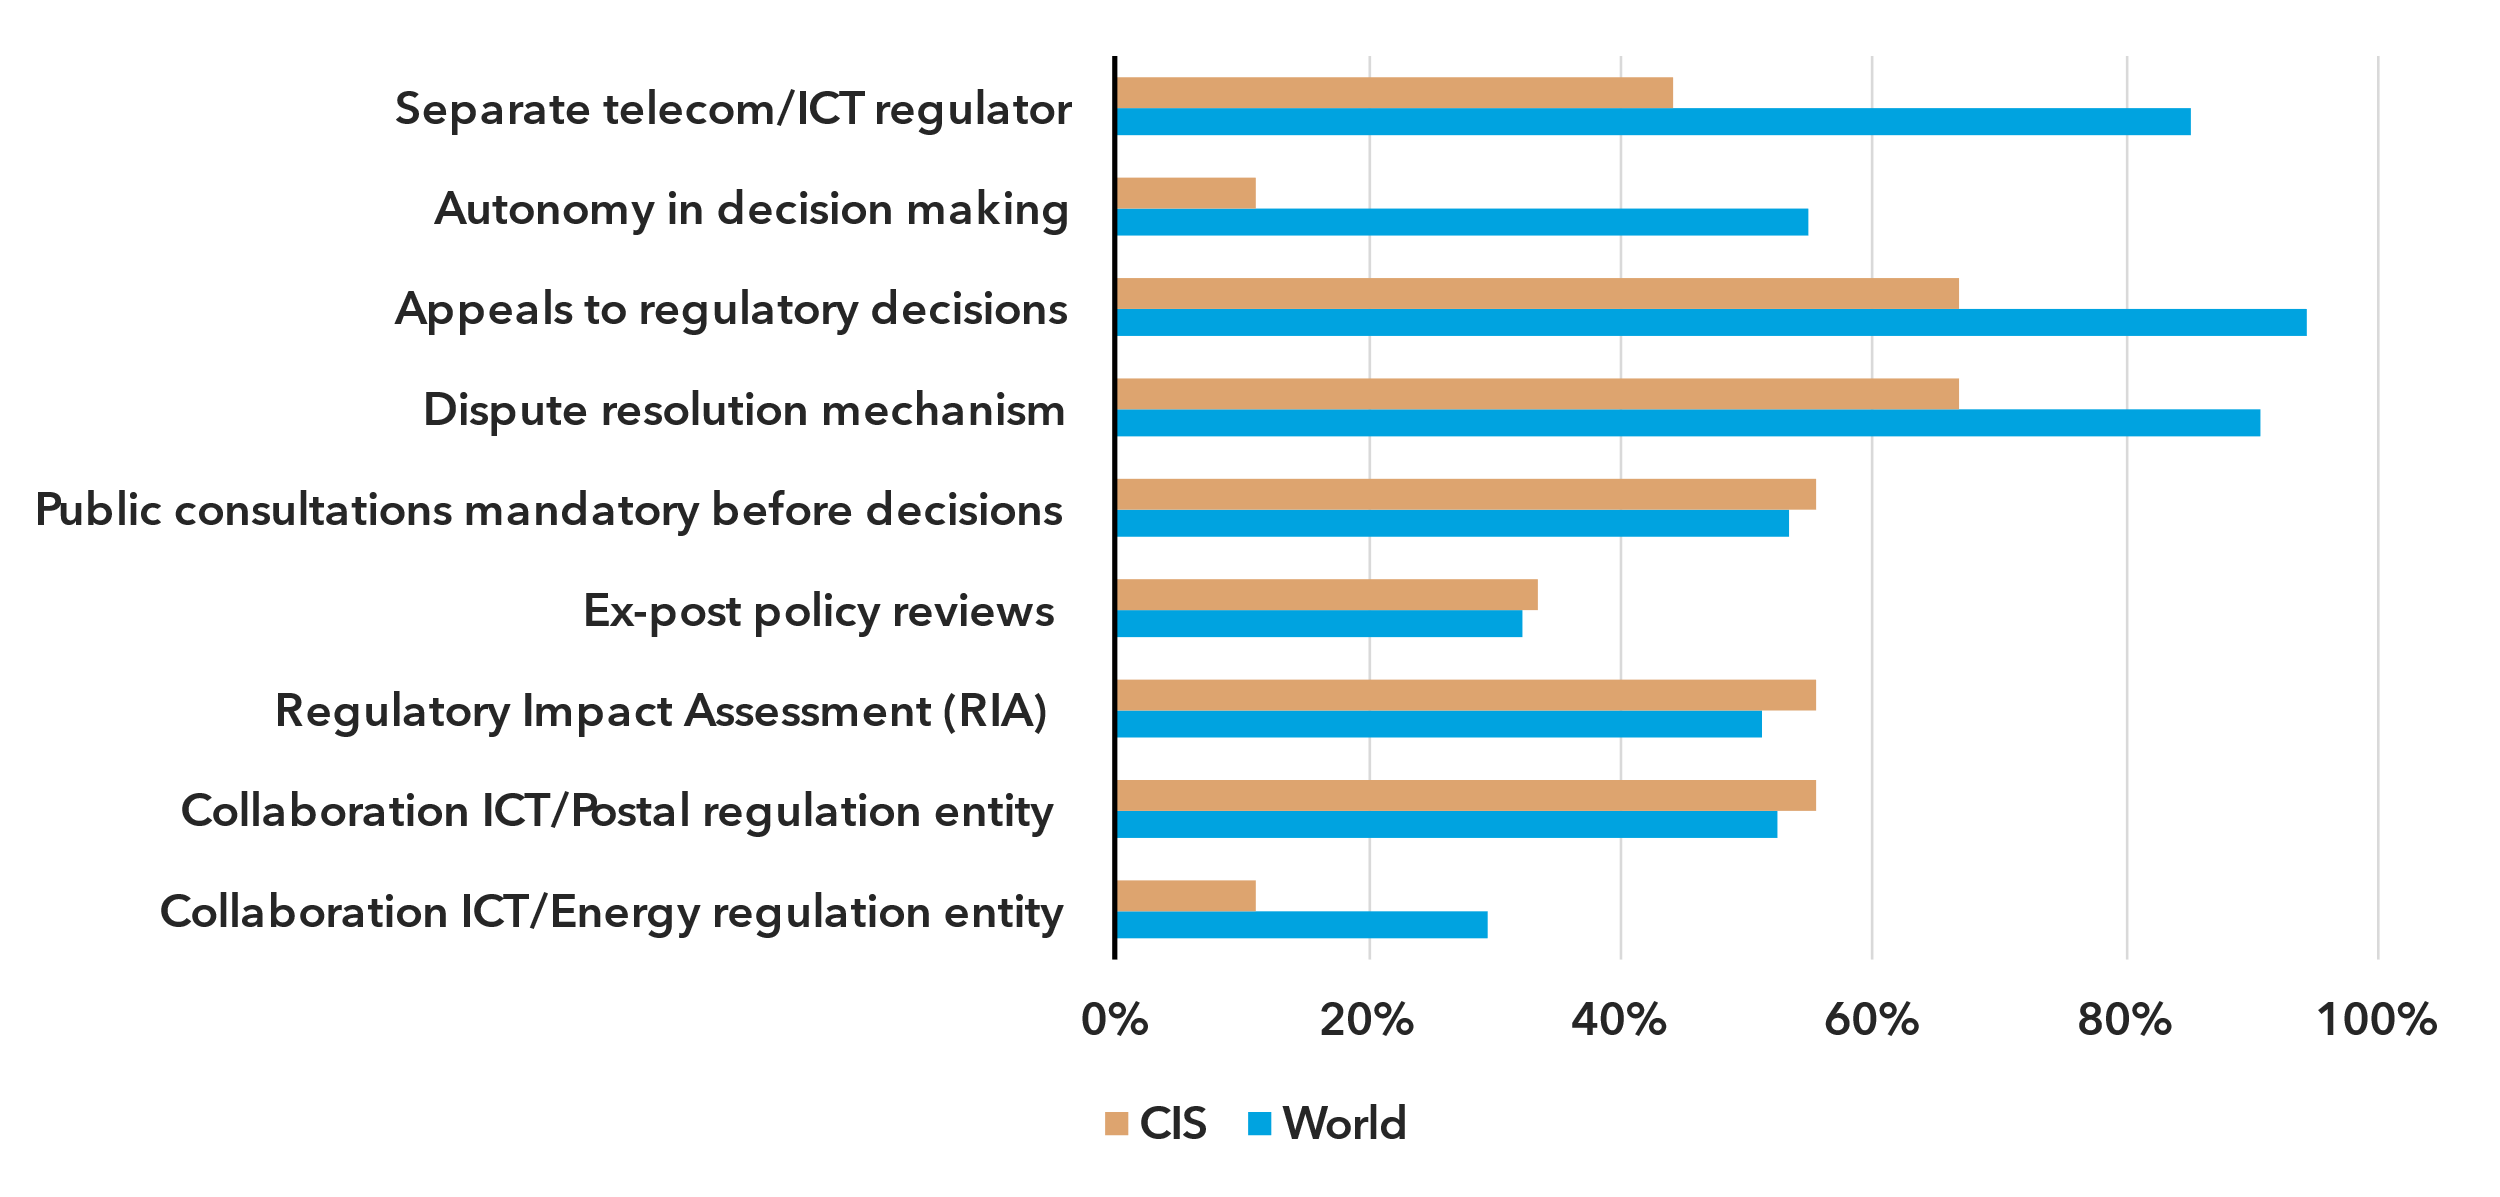 Separate telecom/ICT regulator
Autonomy in decision making
Appeals to regulatory decisions
Dispute resolution mechanism
Public consultations mandatory before decisions
Ex-post policy reviews
Regulatory Impact Assessment (RIA)
Collaboration ICT/Postal regulation entity
Collaboration ICT/Energy regulation entity
0% 20% 40% 60% 80% 100%
CIS World